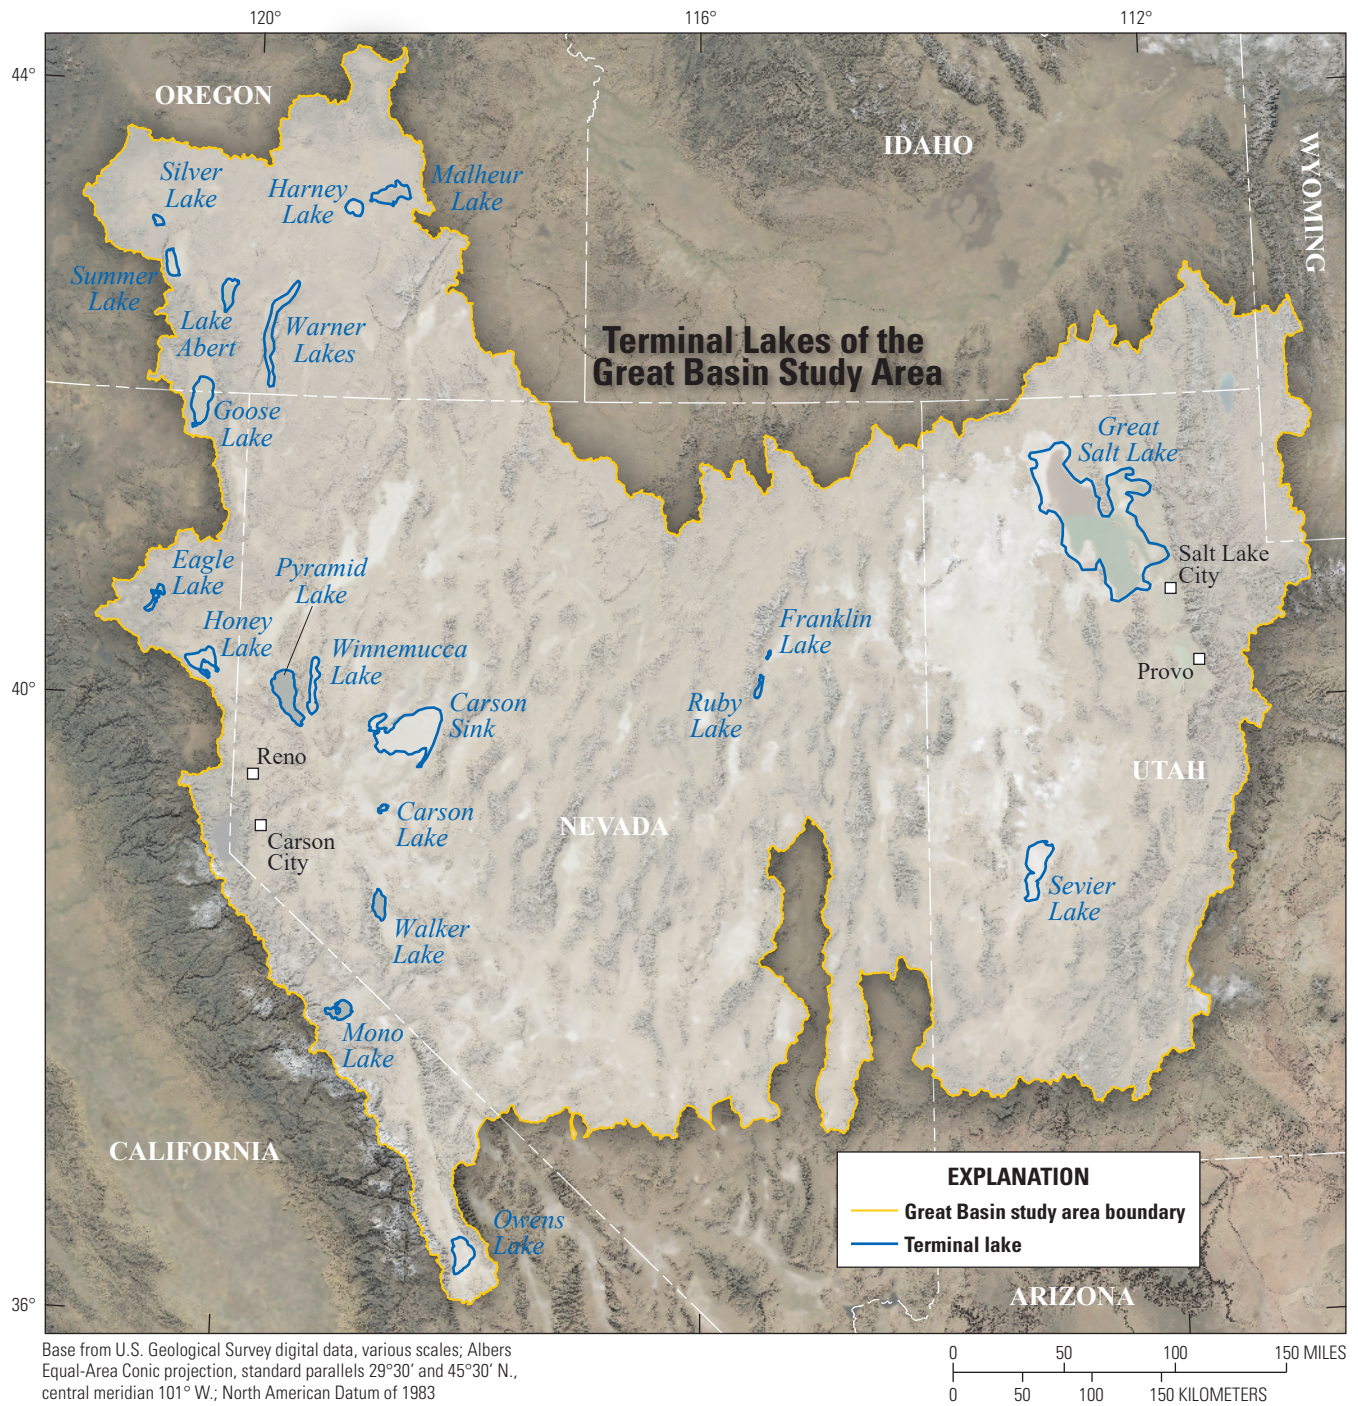 120°
116°
112°
44°
OREGON
IDAHO
WYOMING
Silver
Lake
Harney
Lake
Malheur
Lake
Summer
Lake
Lake
Abert
Warner
Lakes
Terminal Lakes of the
Great Basin Study Area
Goose
Lake
Great
Salt Lake
Eagle
Lake
Pyramid
Lake
Salt Lake
City
Honey
Lake
Winnemucca
Lake
Franklin
Lake
Provo
40°
Carson
Sink
Ruby
Lake
Reno
UTAH
Carson
Lake
NEVADA
Carson
City
Sevier
Lake
Walker
Lake
Mono
Lake
CALIFORNIA
EXPLANATION
Great Basin study area boundary
Terminal lake
Owens
Lake
ARIZONA
36°
Base from U.S. Geological Survey digital data, various scales; Albers
Equal-Area Conic projection, standard parallels 29°30′ and 45°30′ N.,
central meridian 101° W.; North American Datum of 1983
0 50 100 150 MILES
0 50 100 150 KILOMETERS